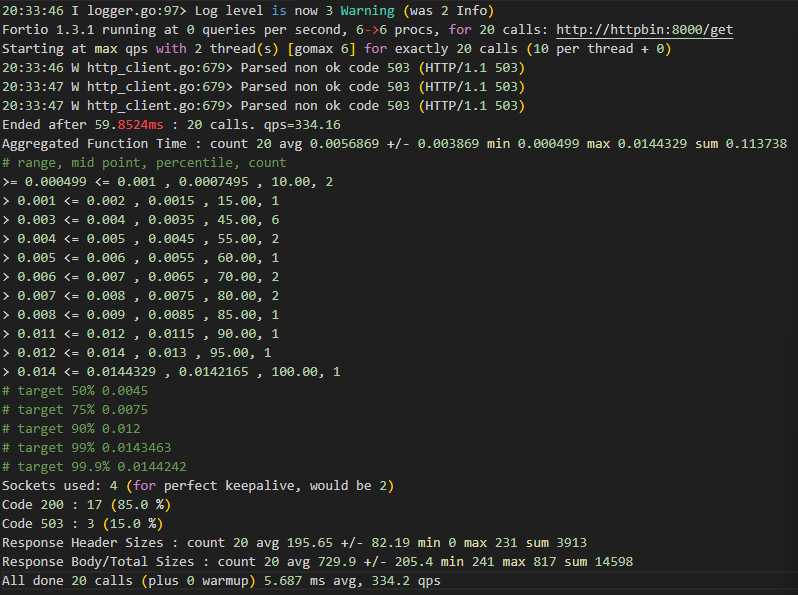 20:33:46 I logger.go:97> Log level is now 3 Warning (was 2 Info)
Fortio 1.3.1 running at 0 queries per second, 6->6 procs, for 20 calls: http://httpbin:8000/get
Starting at max qps with 2 thread(s) [gomax 6] for exactly 20 calls (10 per thread + 0)
20:33:46 W http_client.go:679> Parsed non ok code 503 (HTTP/1.1 503)
20:33:47 W http_client.go:679> Parsed non ok code 503 (HTTP/1.1 503)
20:33:47 W http_client.go:679> Parsed non ok code 503 (HTTP/1.1 503)
Ended after 59.8524ms : 20 calls. qps=334.16
Aggregated Function Time : count 20 avg 0.0056869 +/- 0.003869 min 0.000499 max 0.0144329 sum 0.113738
# range, mid point, percentile, count
>= 0.000499 <= 0.001 , 0.0007495 , 10.00, 2
> 0.001 <= 0.002 , 0.0015 , 15.00, 1
> 0.003 <= 0.004 , 0.0035 , 45.00, 6
> 0.004 <= 0.005 , 0.0045 , 55.00, 2
> 0.005 <= 0.006 , 0.0055 , 60.00, 1
> 0.006 <= 0.007 , 0.0065 , 70.00, 2
> 0.007 <= 0.008 , 0.0075 , 80.00, 2
> 0.008 <= 0.009 , 0.0085 , 85.00, 1
> 0.011 <= 0.012 , 0.0115 , 90.00, 1
> 0.012 <= 0.014 , 0.013 , 95.00, 1
> 0.014 <= 0.0144329 , 0.0142165 , 100.00, 1
# target 50% 0.0045
# target 75% 0.0075
# target 90% 0.012
# target 99% 0.0143463
# target 99.9% 0.0144242
Sockets used: 4 (for perfect keepalive, would be 2)
Code 200 : 17 (85.0 %)
Code 503 : 3 (15.0 %)
Response Header Sizes : count 20 avg 195.65 +/- 82.19 min 0 max 231 sum 3913
Response Body/Total Sizes : count 20 avg 729.9 +/- 205.4 min 241 max 817 sum 14598
All done 20 calls (plus 0 warmup) 5.687 ms avg, 334.2 qps